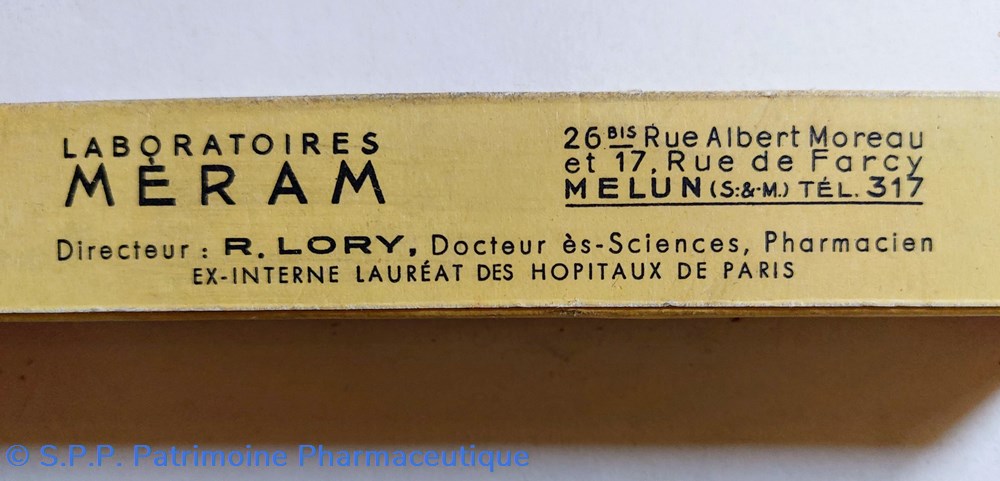 LABORATOIRES
MÉRAM
26 BIS Rue Albert Moreau
et 17, Rue de Farcy
MELUN (S.&-M.) TÉL. 317
Directeur : R. LORY, Docteur ès-Sciences, Pharmacien
EX-INTERNE LAURÉAT DES HOPITAUX DE PARIS
© S.P.P. Patrimoine Pharmaceutique